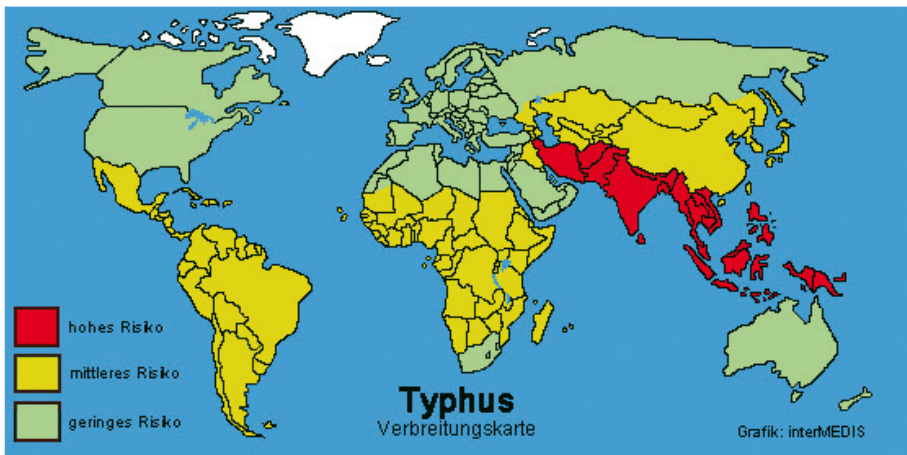 hohes Risiko
mittleres Risiko
geringes Risiko
Typhus
Verbreitungskarte
Grafik: interMEDIS